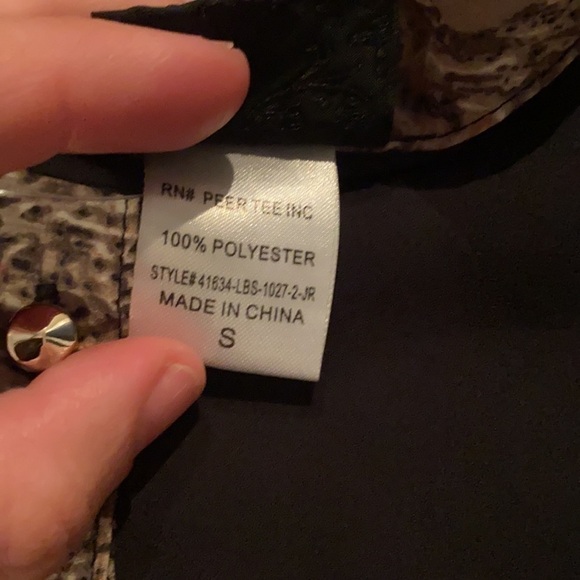 RN# PEER TEE INC
100% POLYESTER
STYLE# 41634-LBS-1027-2-JR
MADE IN CHINA
S